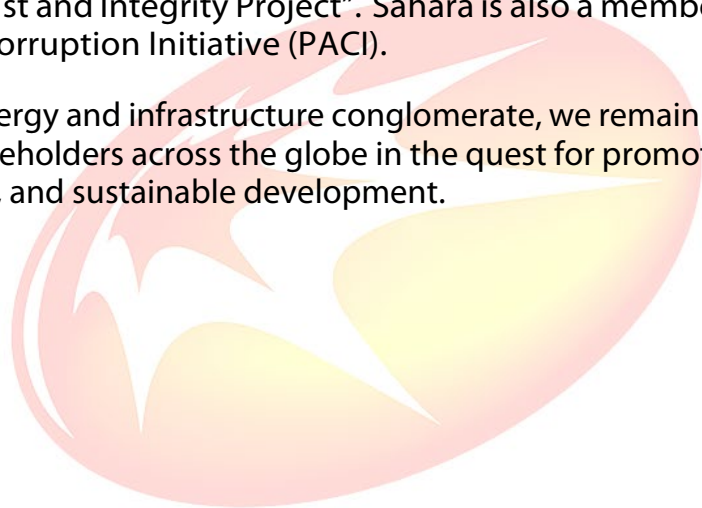 st and Integrity Project". Sahara is also a membe
orruption Initiative (PACI).
ergy and infrastructure conglomerate, we remain
eholders across the globe in the quest for promot
, and sustainable development.